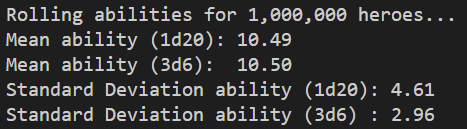 Rolling abilities for 1,000,000 heroes...
Mean ability (1d20): 10.49
Mean ability (3d6):  10.50
Standard Deviation ability (1d20): 4.61
Standard Deviation ability (3d6) : 2.96